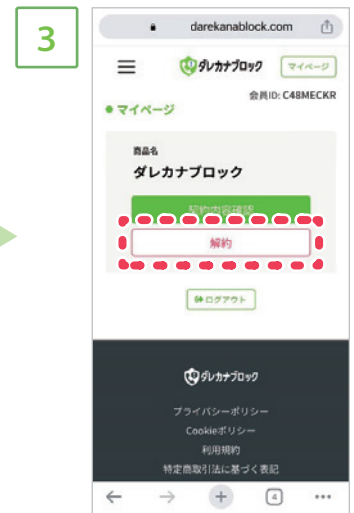 3
darekanablock.com
ダレカナブロック
マイページ
会員ID: C48MECKR
マイページ
商品名
ダレカナブロック
契約内容確認
解約
ログアウト
ダレカナブロック
プライバシーポリシー
Cookieポリシー
利用規約
特定商取引法に基づく表記
4